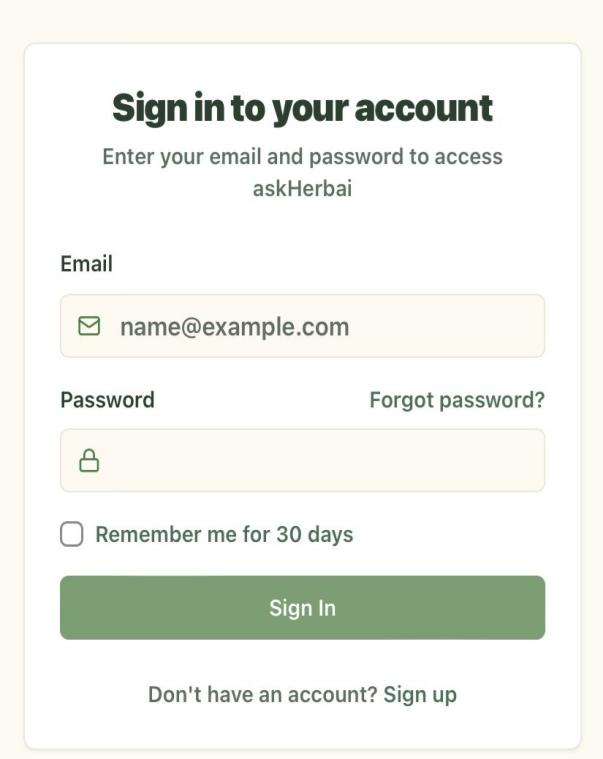 Sign in to your account
Enter your email and password to access
askHerbai
Email
name@example.com
Password Forgot password?
Remember me for 30 days
Sign In
Don't have an account? Sign up